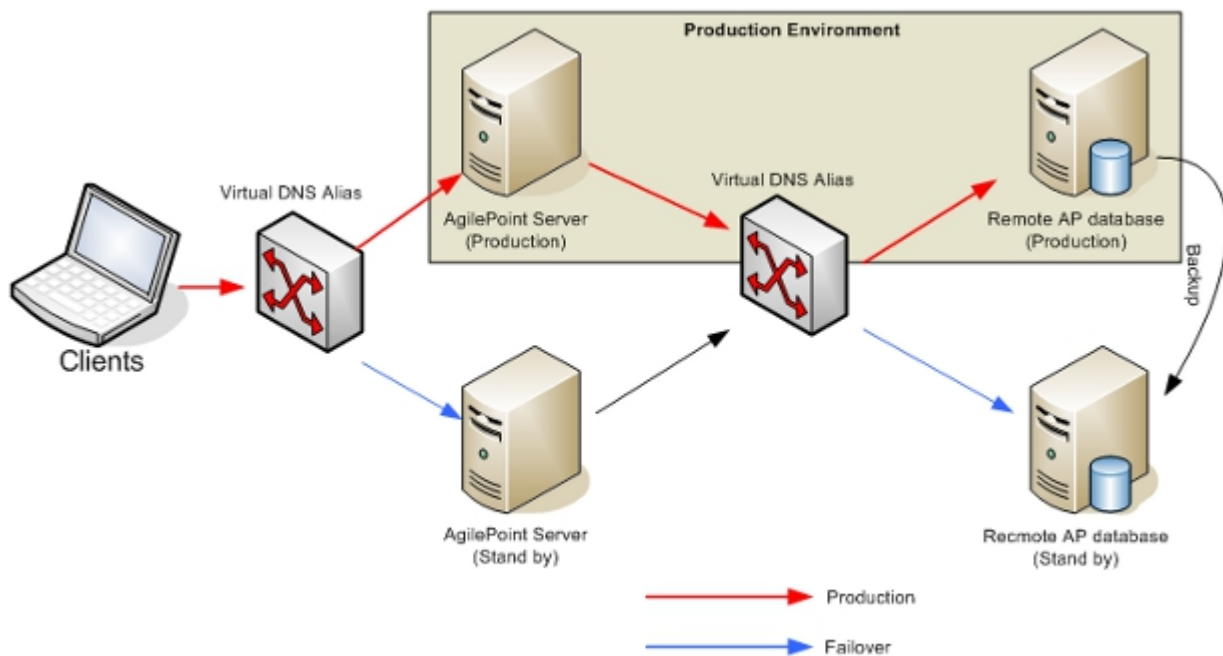 Production Environment
Virtual DNS Alias
AgilePoint Server
(Production)
Virtual DNS Alias
Remote AP database
(Production)
Backup
Clients
AgilePoint Server
(Stand by)
Recmote AP database
(Stand by)
Production
Failover